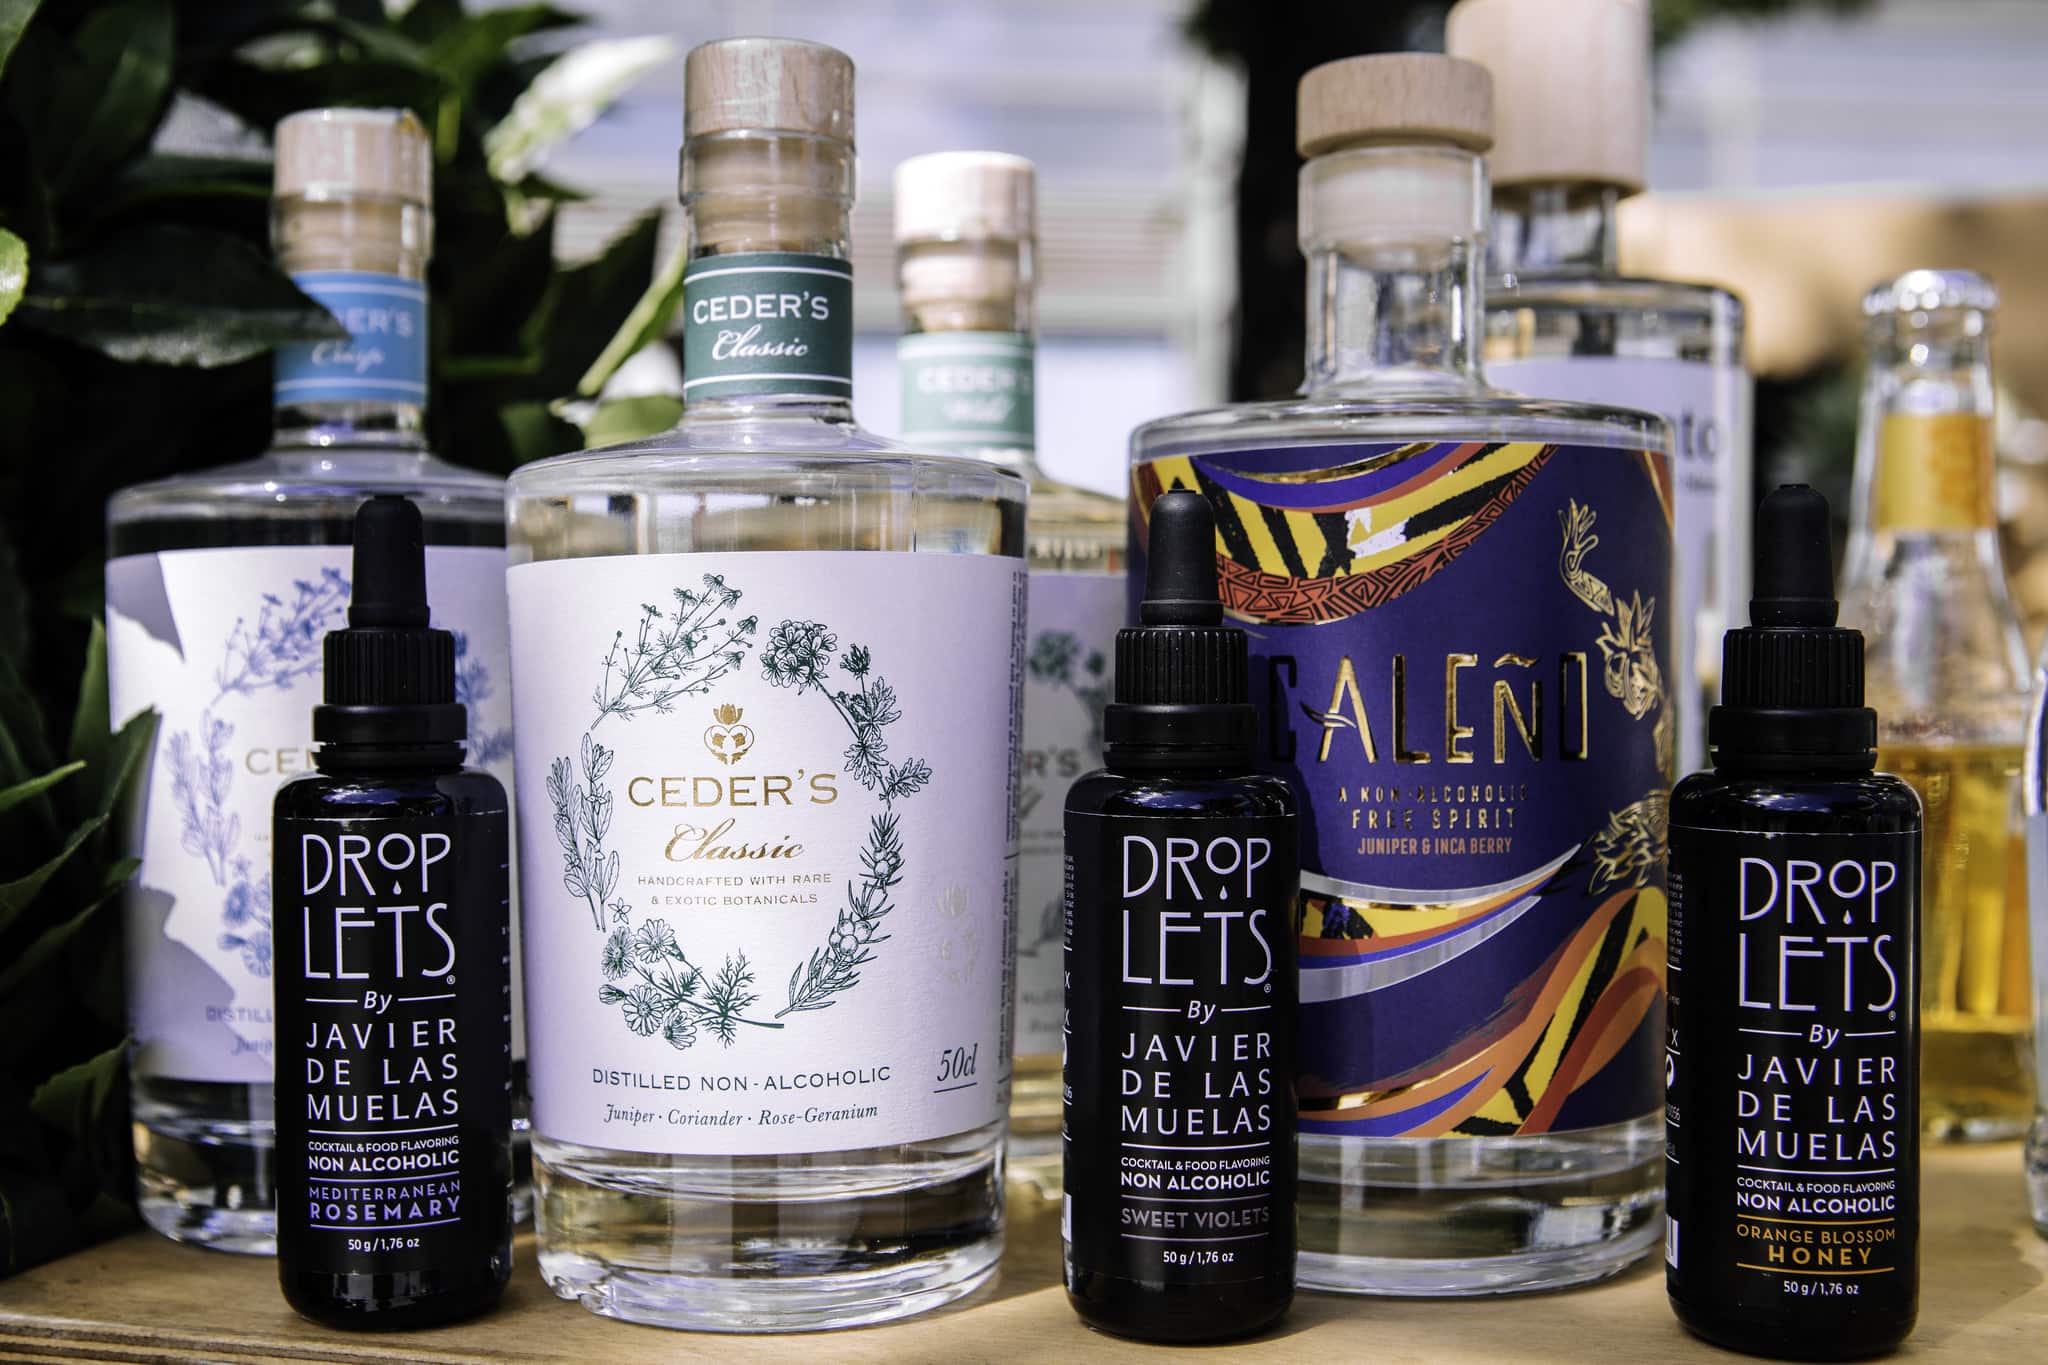 CEDER'S
Crisp
CEDER'S
Classic
CEDER'S
CEDER'S
Classic
HANDCRAFTED WITH RARE
& EXOTIC BOTANICALS
DISTILLED NON-ALCOHOLIC
50cl
Juniper · Coriander · Rose-Geranium
CALEÑO
A NON-ALCOHOLIC
FREE SPIRIT
JUNIPER & INCA BERRY
DROP
LETS®
By
JAVIER
DE LAS
MUELAS
COCKTAIL & FOOD FLAVORING
NON ALCOHOLIC
MEDITERRANEAN
ROSEMARY
50 g / 1,76 oz
DROP
LETS®
By
JAVIER
DE LAS
MUELAS
COCKTAIL & FOOD FLAVORING
NON ALCOHOLIC
SWEET VIOLETS
50 g / 1,76 oz
DROP
LETS®
By
JAVIER
DE LAS
MUELAS
COCKTAIL & FOOD FLAVORING
NON ALCOHOLIC
ORANGE BLOSSOM
HONEY
50 g / 1,76 oz